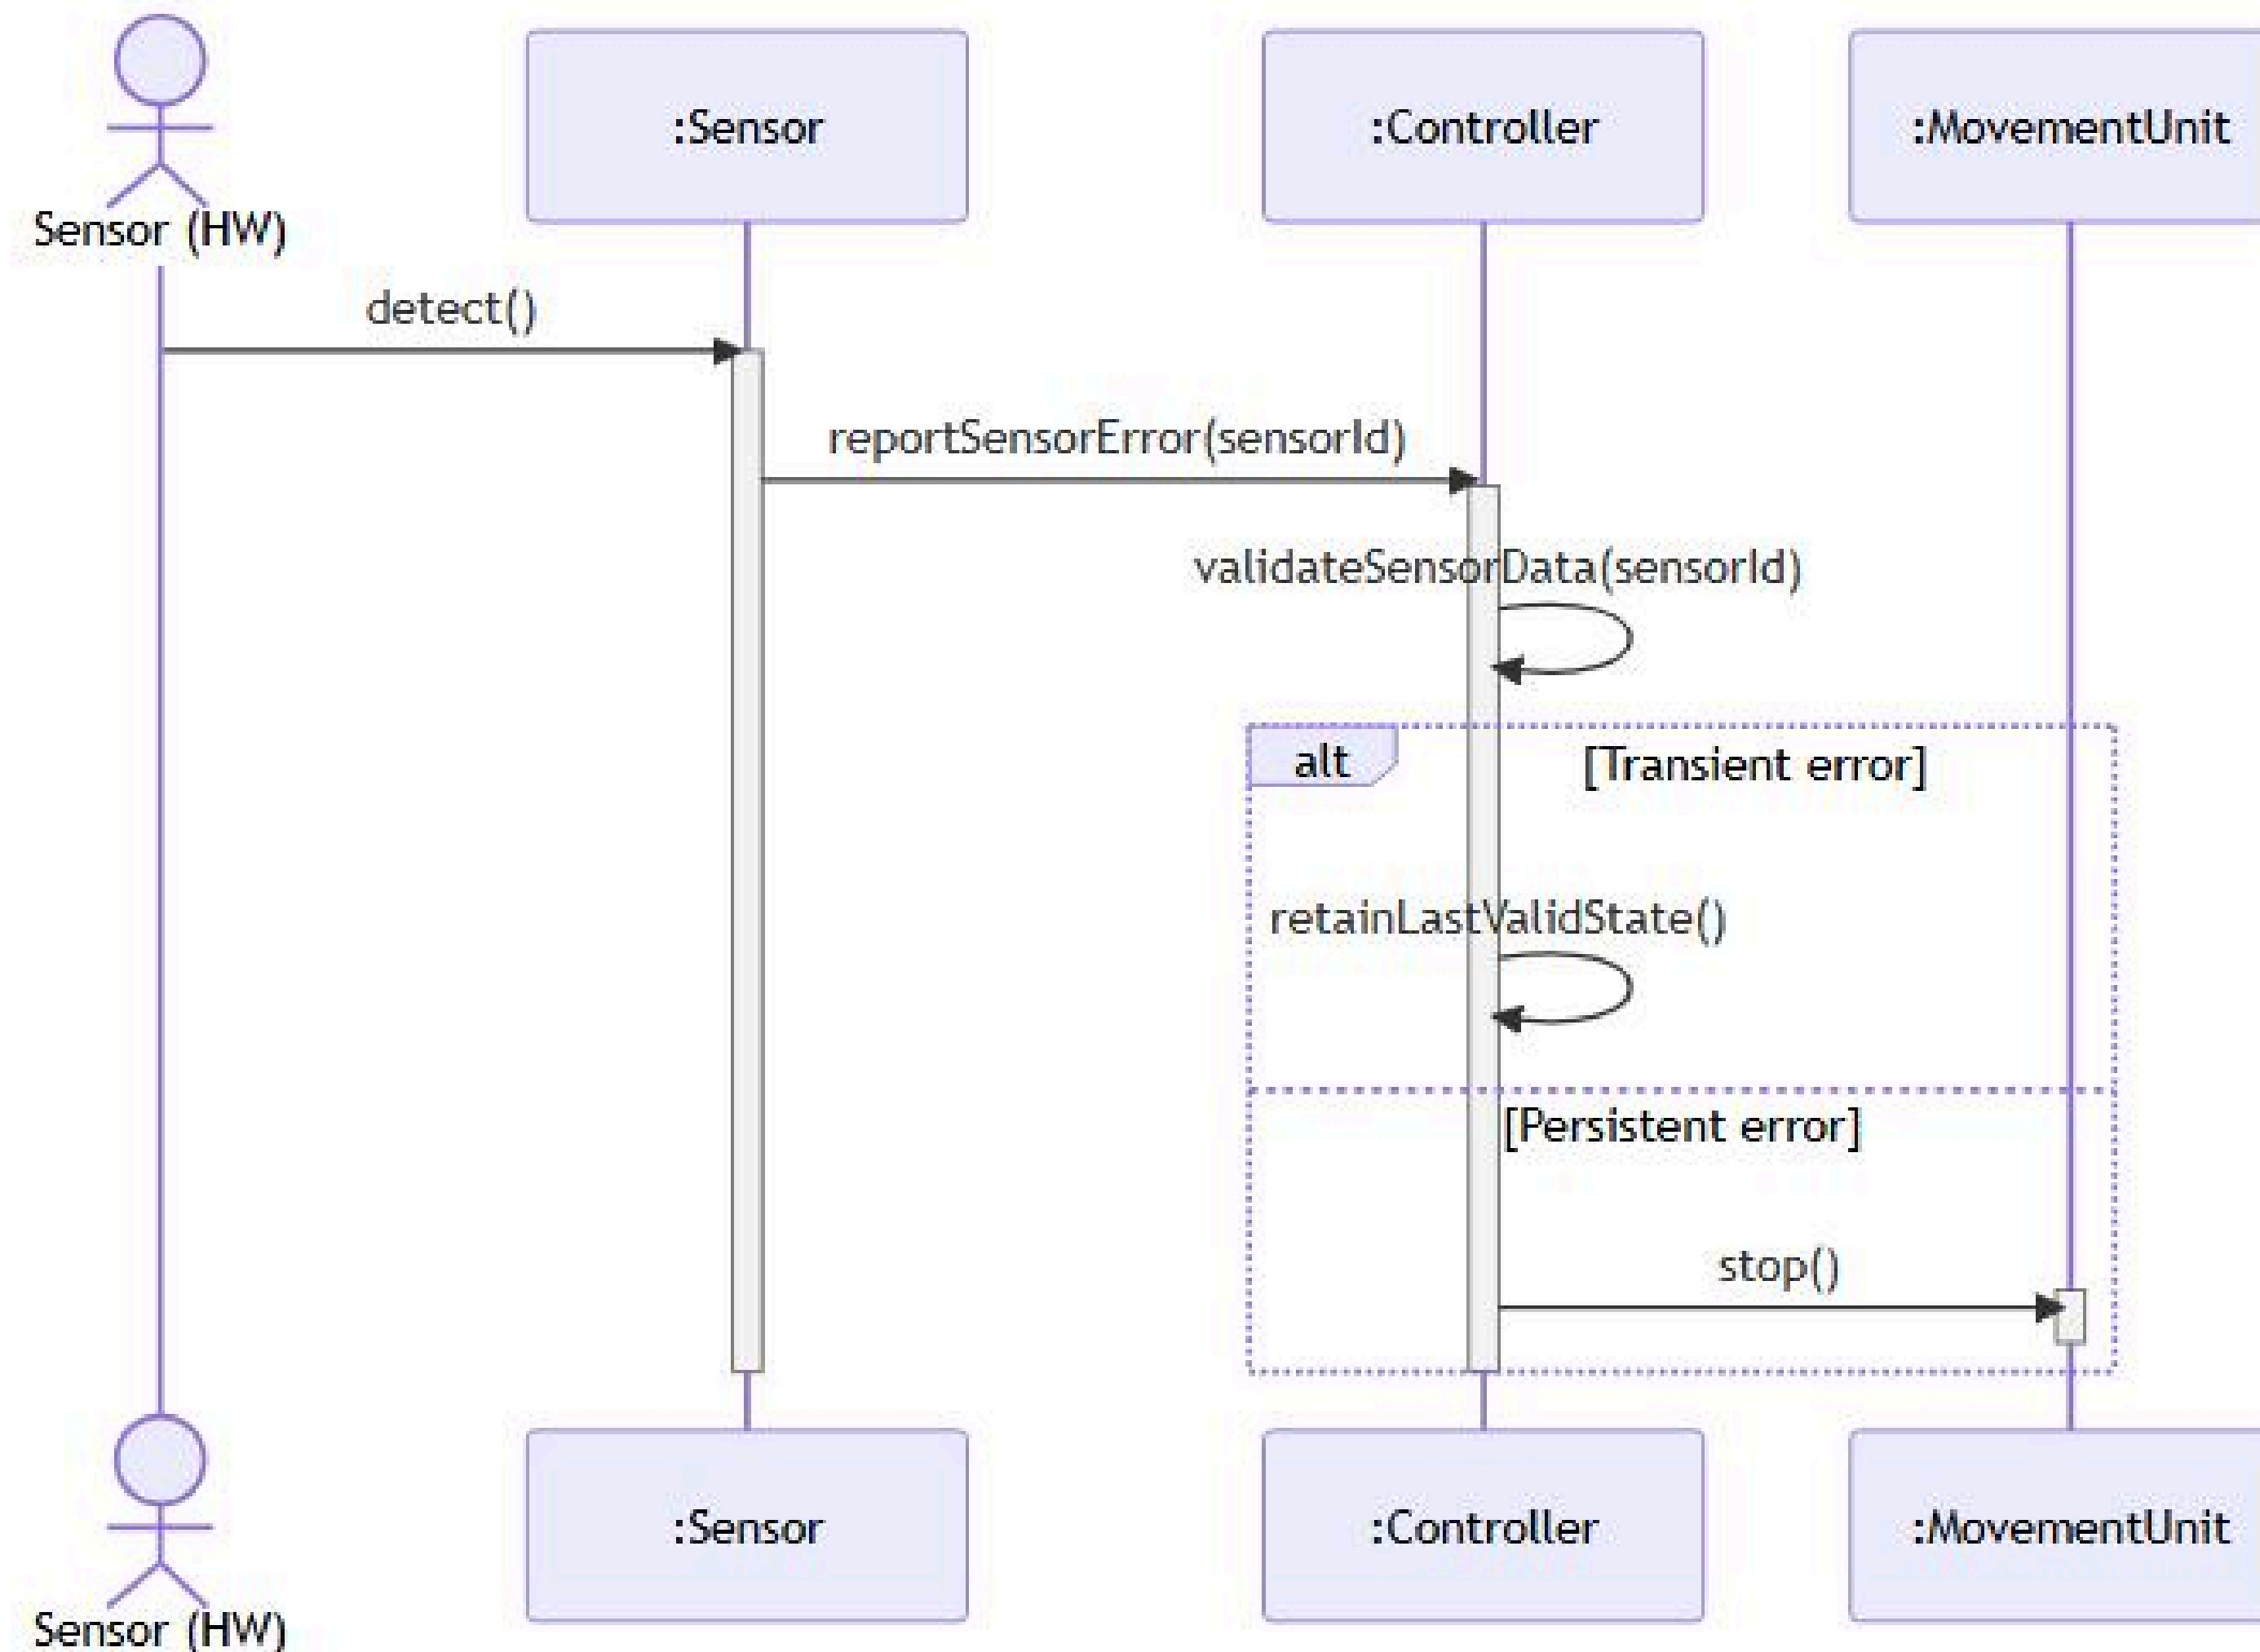 Sensor (HW)
:Sensor
:Controller
:MovementUnit
detect()
reportSensorError(sensorId)
validateSensorData(sensorId)
alt
[Transient error]
retainLastValidState()
[Persistent error]
stop()
Sensor (HW)
:Sensor
:Controller
:MovementUnit